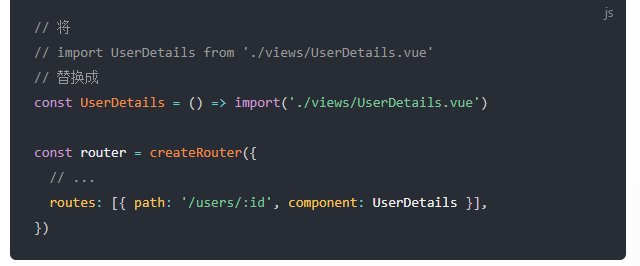 js
// 将
// import UserDetails from './views/UserDetails.vue'
// 替换成
const UserDetails = () => import('./views/UserDetails.vue')
const router = createRouter({
// ...
routes: [{ path: '/users/:id', component: UserDetails }],
})